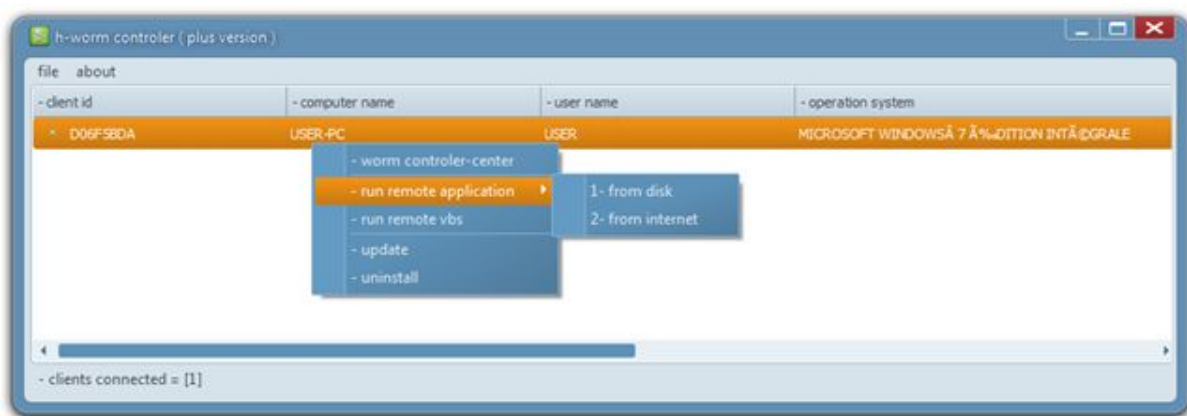 h-worm controler ( plus version )
file about
- client id - computer name - user name - operation system
D06F5BDA USER-PC USER MICROSOFT WINDOWSÂ 7 Ã‰DITION INTÃ©GRALE
- worm controler-center
- run remote application 1- from disk
- run remote vbs 2- from internet
- update
- uninstall
- clients connected = [1]